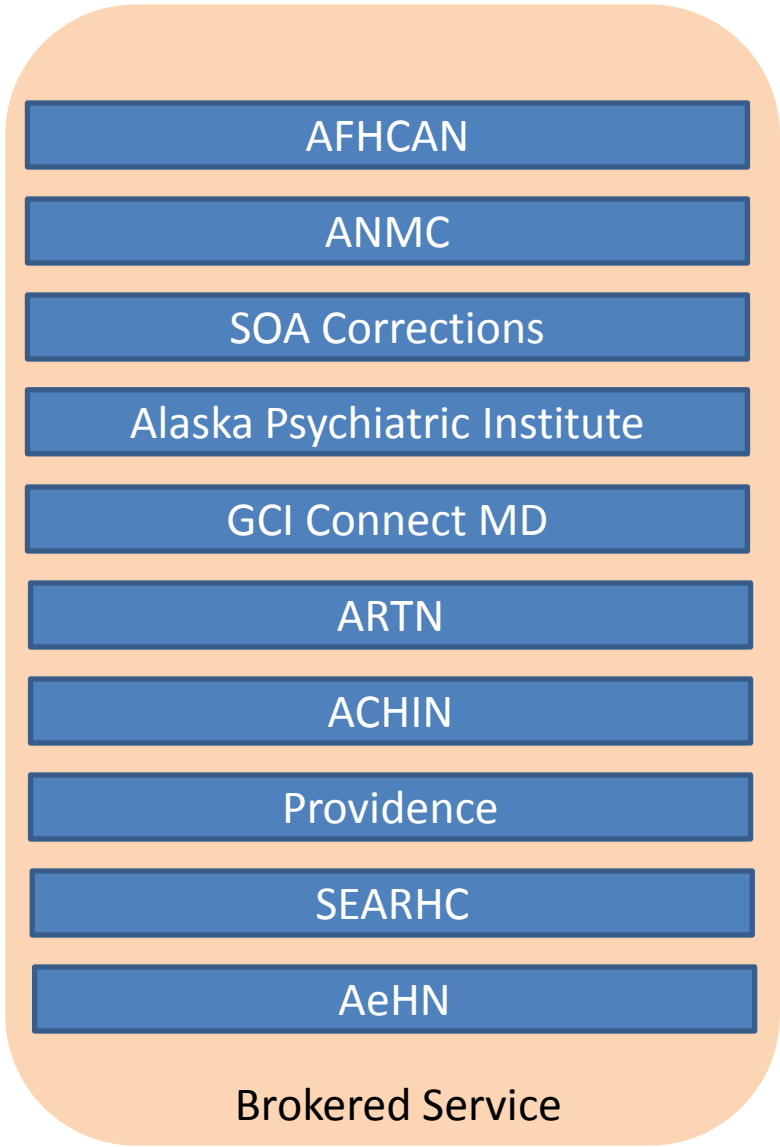 AFHCAN
ANMC
SOA Corrections
Alaska Psychiatric Institute
GCI Connect MD
ARTN
ACHIN
Providence
SEARHC
AeHN
Brokered Service